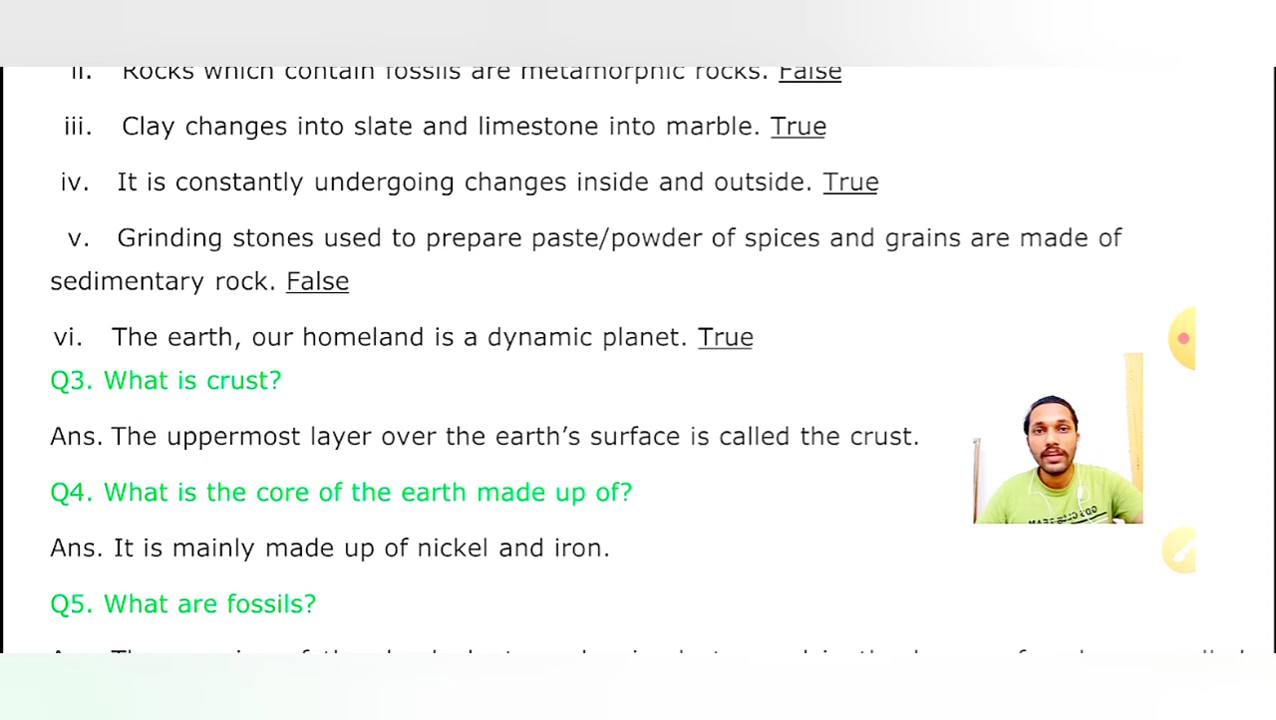 ii. Rocks which contain fossils are metamorphic rocks. False
iii. Clay changes into slate and limestone into marble. True
iv. It is constantly undergoing changes inside and outside. True
v. Grinding stones used to prepare paste/powder of spices and grains are made of
sedimentary rock. False
vi. The earth, our homeland is a dynamic planet. True
Q3. What is crust?
Ans. The uppermost layer over the earth’s surface is called the crust.
Q4. What is the core of the earth made up of?
Ans. It is mainly made up of nickel and iron.
Q5. What are fossils?